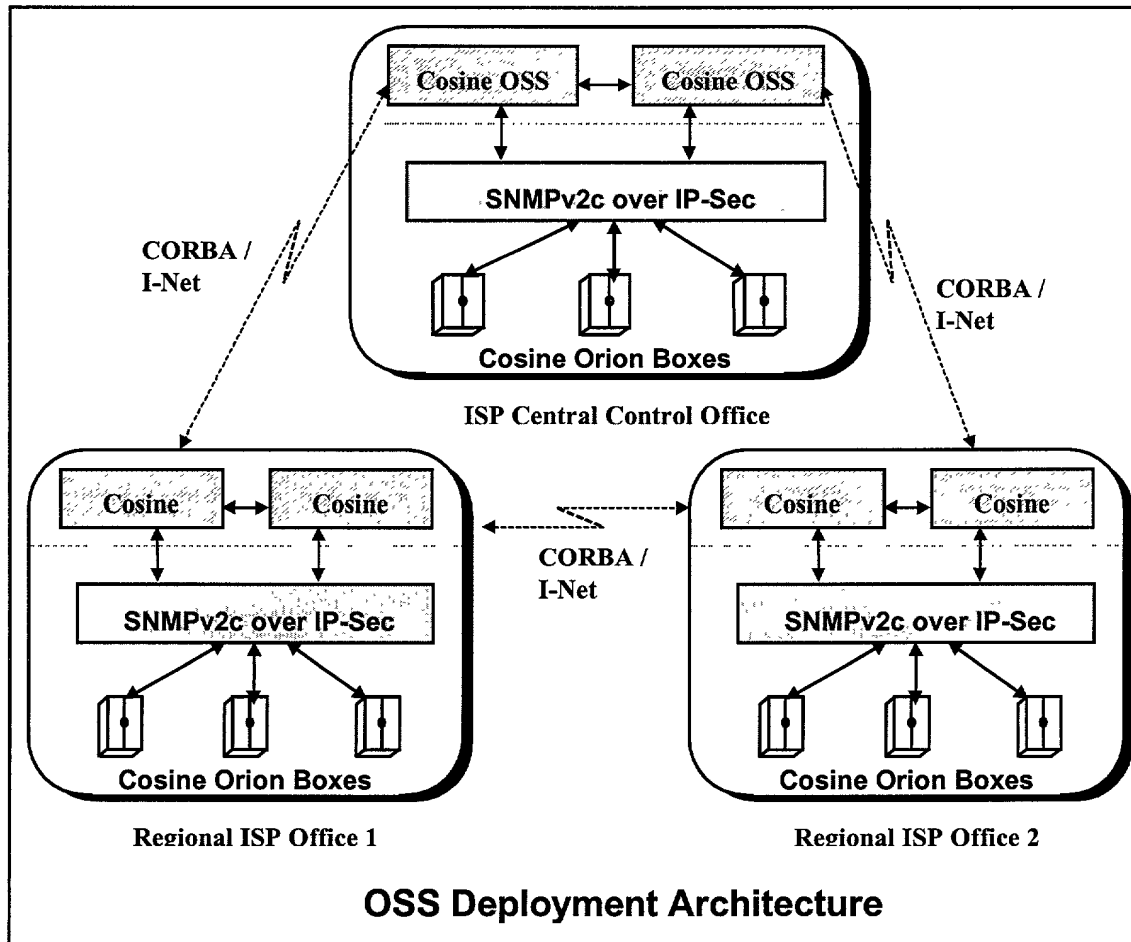 Cosine OSS
Cosine OSS
SNMPv2c over IP-Sec
CORBA /
I-Net
CORBA /
I-Net
Cosine Orion Boxes
ISP Central Control Office
Cosine
Cosine
Cosine
Cosine
CORBA /
I-Net
SNMPv2c over IP-Sec
SNMPv2c over IP-Sec
Cosine Orion Boxes
Cosine Orion Boxes
Regional ISP Office 1
Regional ISP Office 2
OSS Deployment Architecture